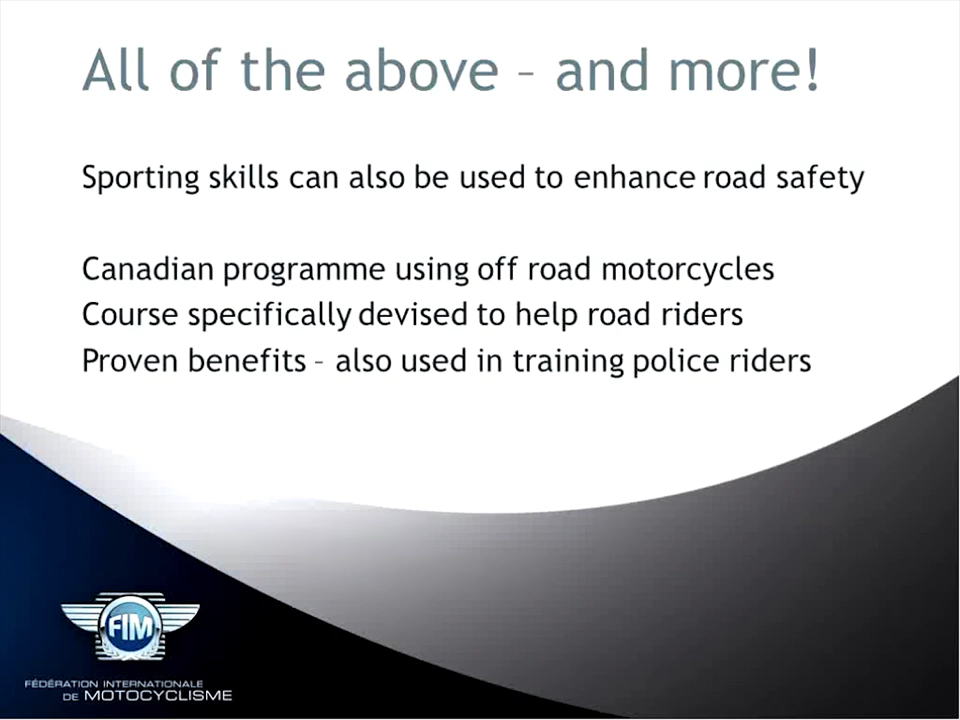 All of the above – and more!
Sporting skills can also be used to enhance road safety
Canadian programme using off road motorcycles
Course specifically devised to help road riders
Proven benefits – also used in training police riders
FIM
FÉDÉRATION INTERNATIONALE
DE MOTOCYCLISME